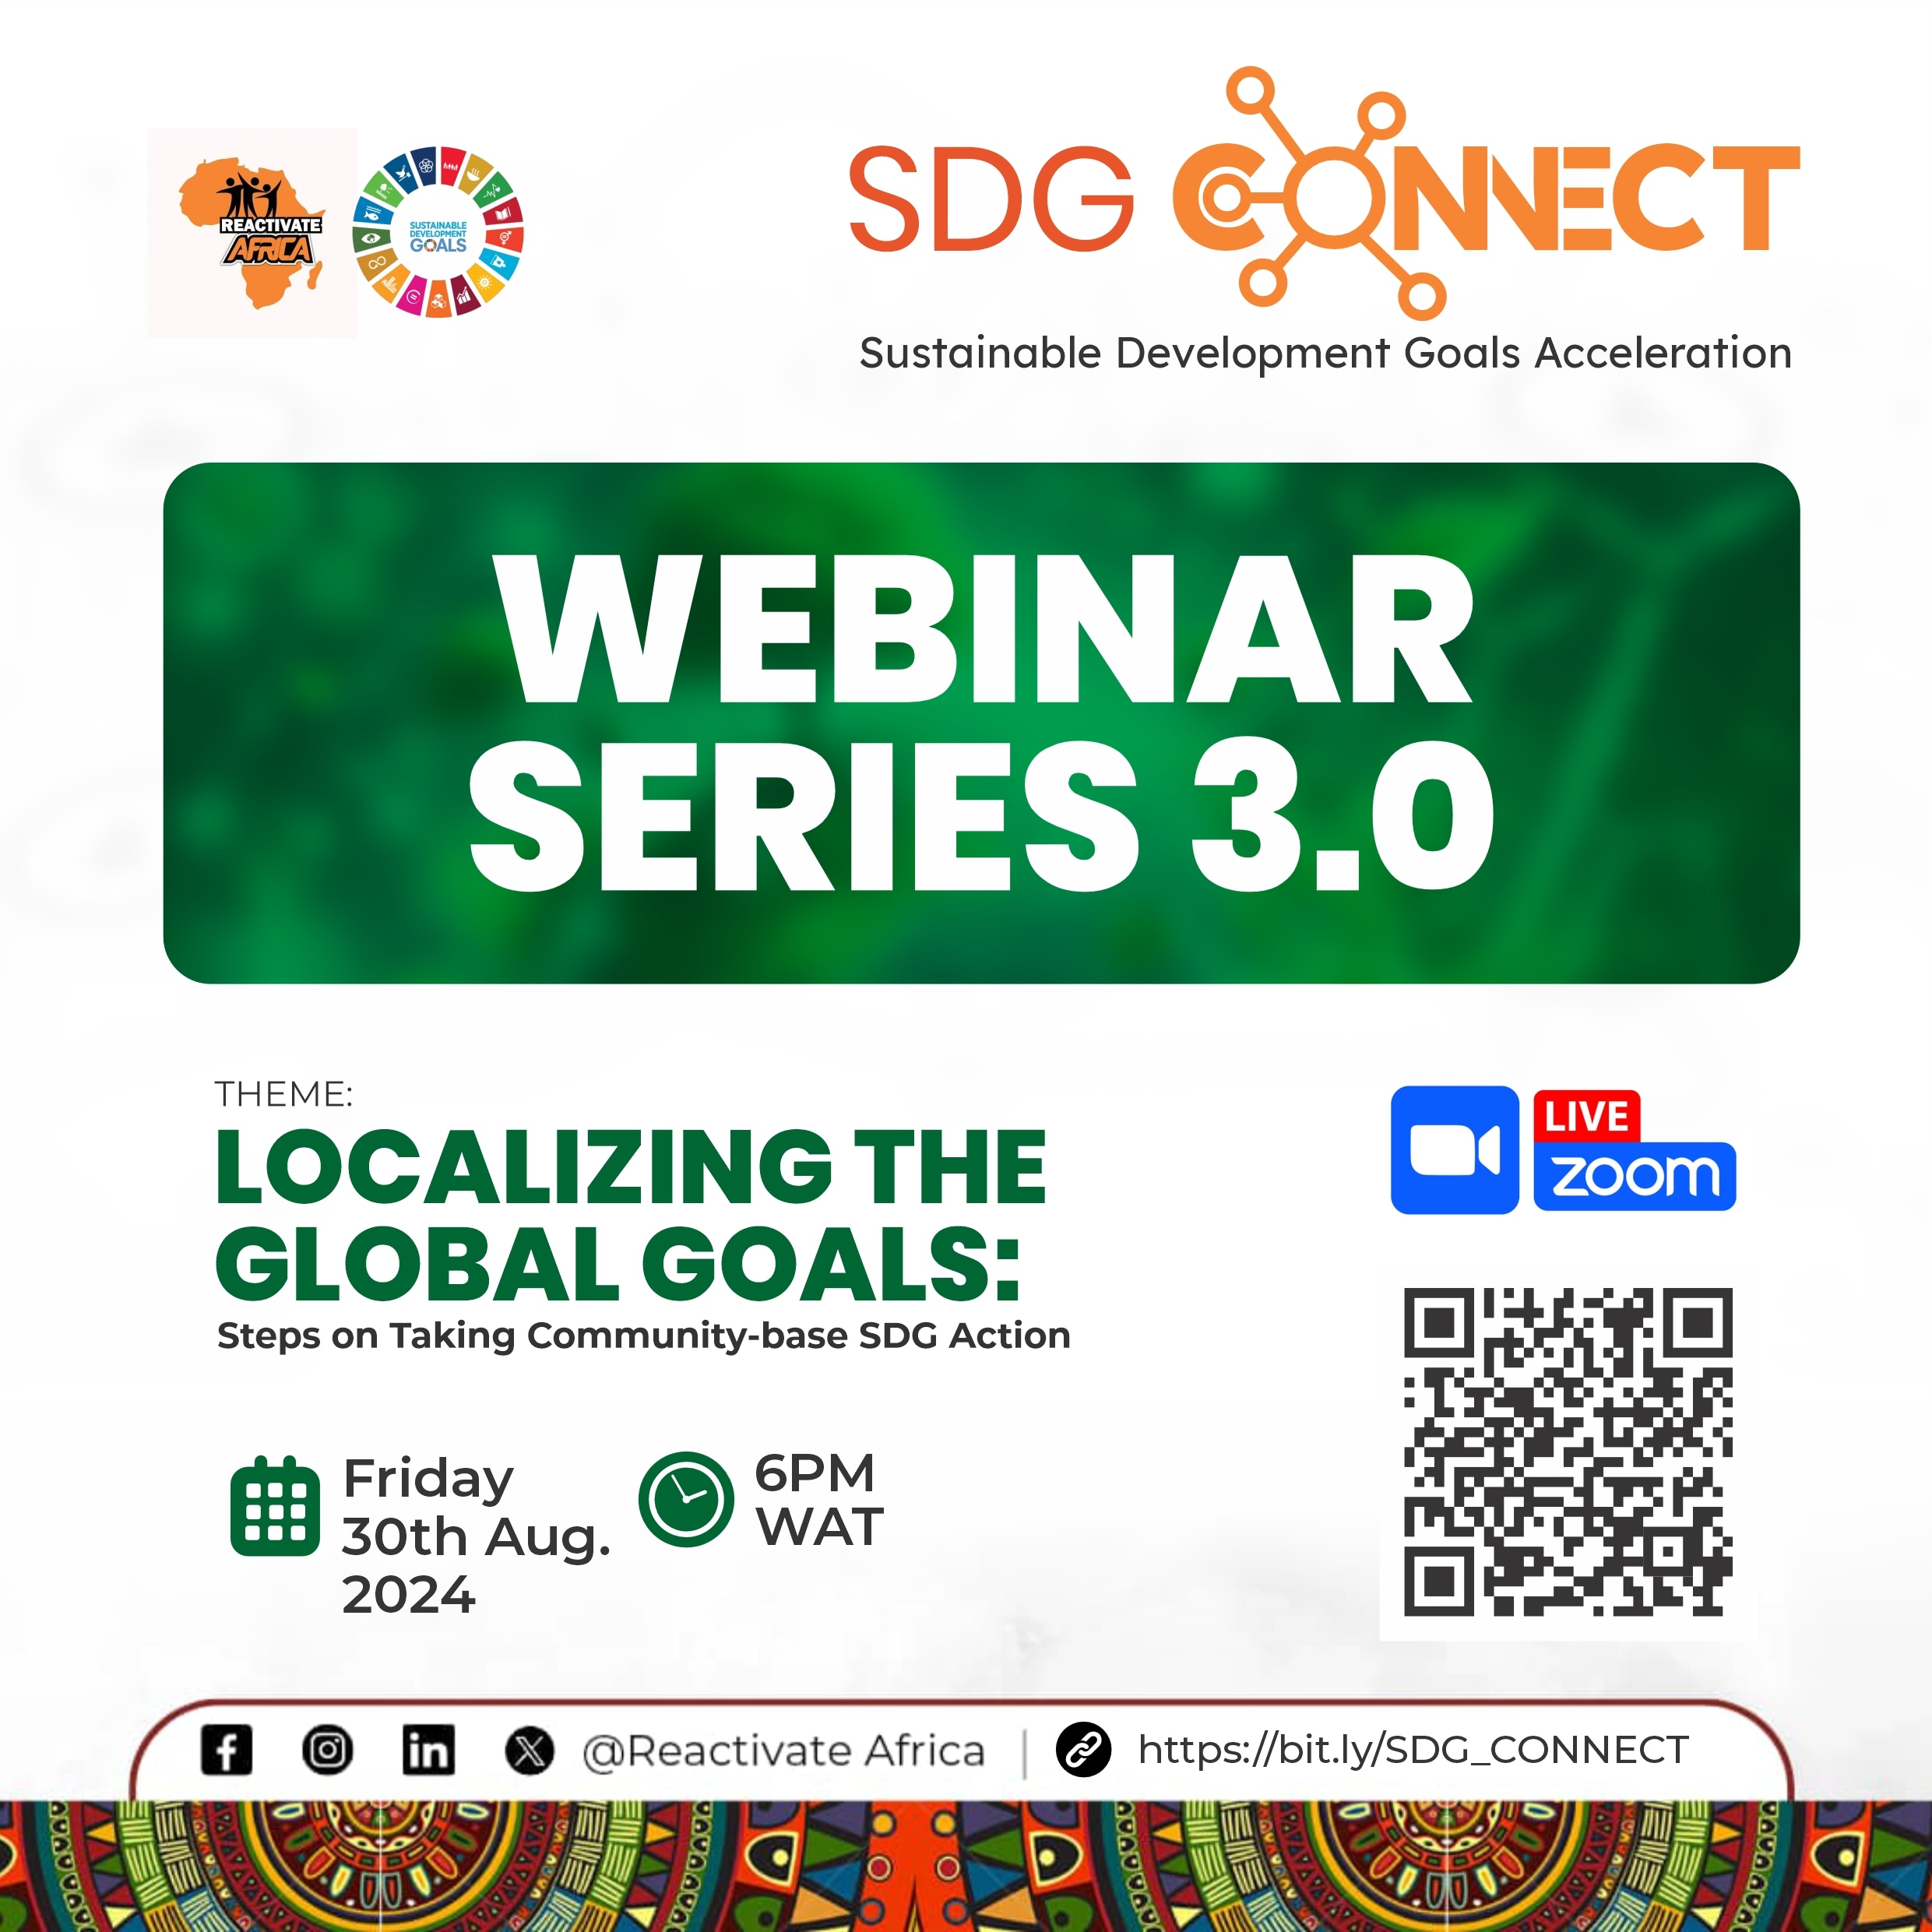 REACTIVATE
AFRICA
SUSTAINABLE
DEVELOPMENT
GOALS
SDG CONNECT
Sustainable Development Goals Acceleration
WEBINAR
SERIES 3.0
THEME:
LOCALIZING THE
GLOBAL GOALS:
Steps on Taking Community-base SDG Action
LIVE
zoom
Friday
30th Aug.
2024
6PM
WAT
@Reactivate Africa | https://bit.ly/SDG_CONNECT